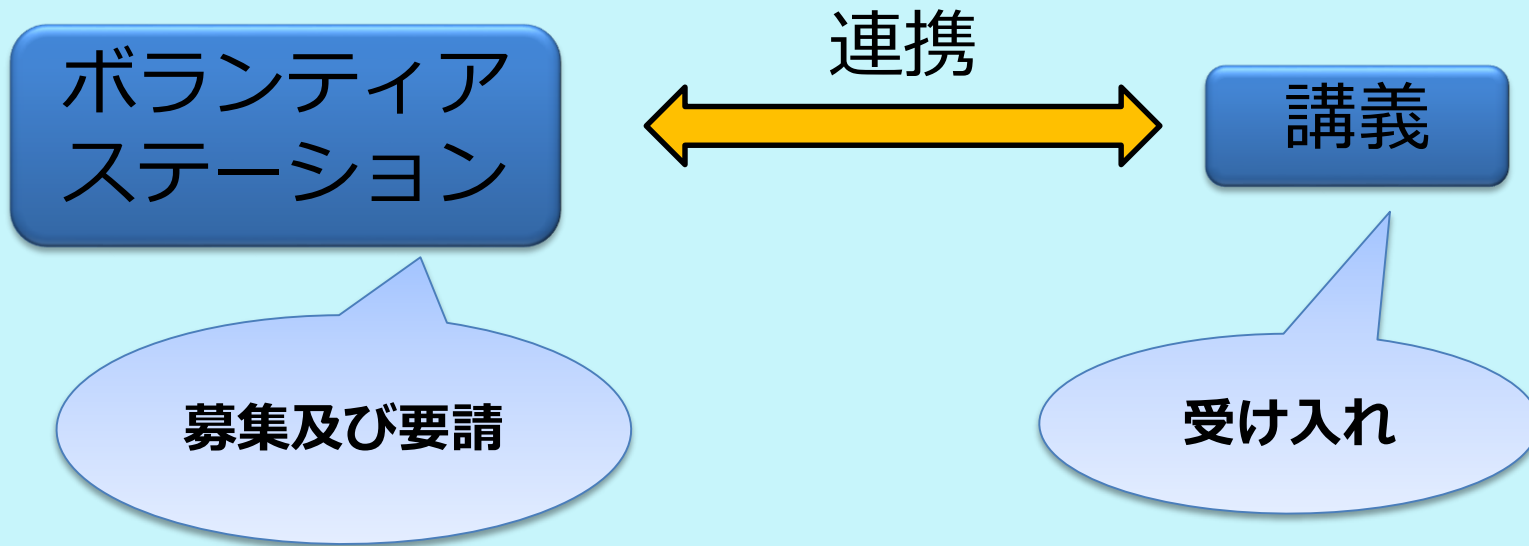 連携
ボランティア
ステーション
講義
募集及び要請
受け入れ